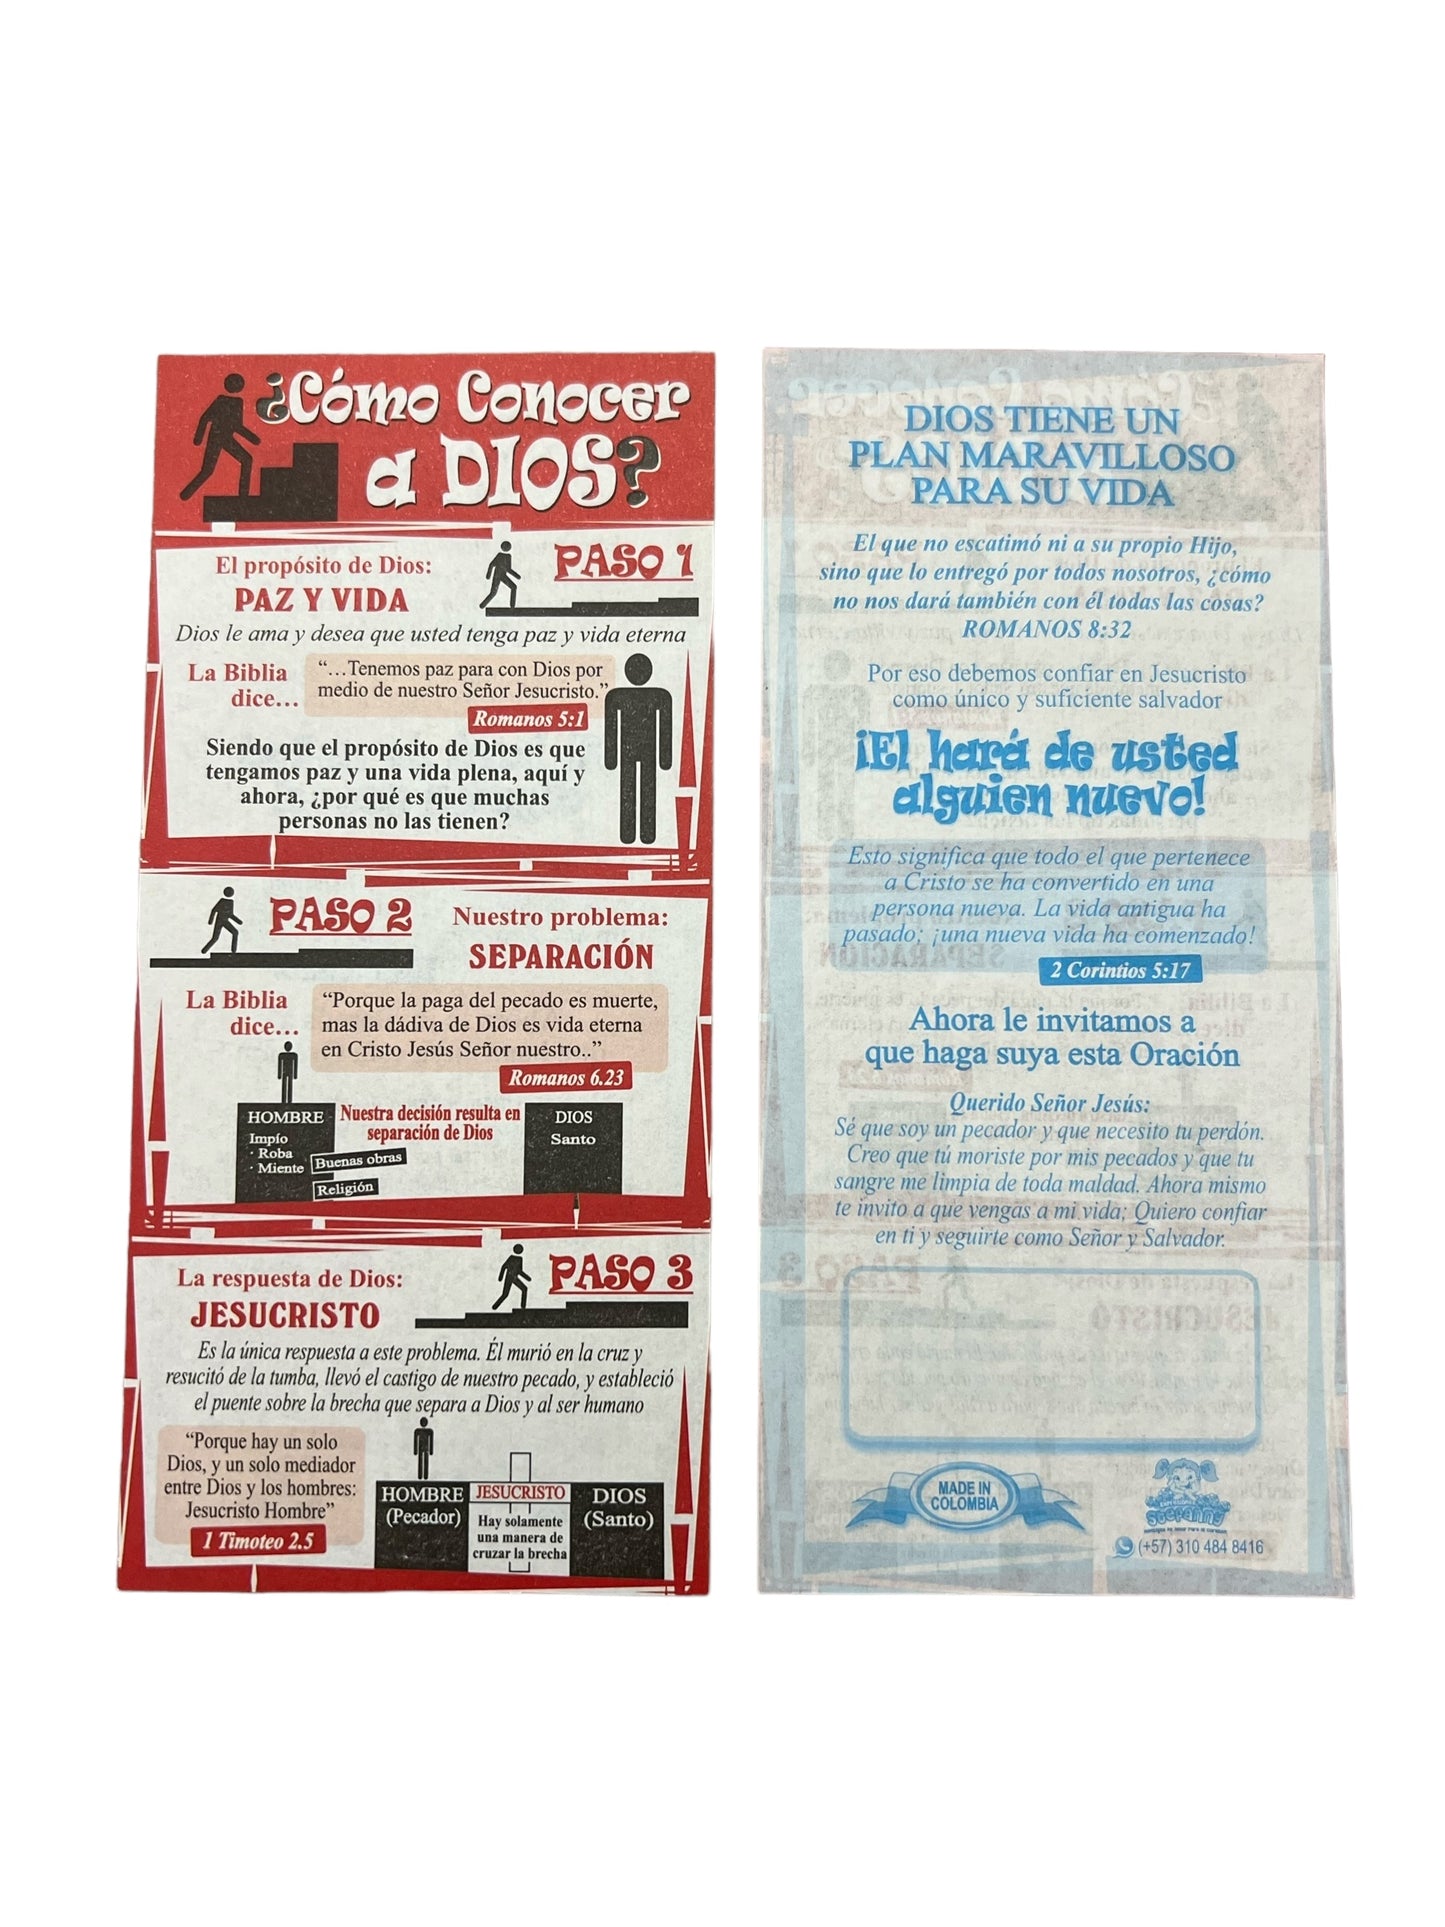 ¿Cómo Conocer
a DIOS?
El propósito de Dios:
PAZ Y VIDA
PASO 1
Dios le ama y desea que usted tenga paz y vida eterna
La Biblia
dice...
“...Tenemos paz para con Dios por
medio de nuestro Señor Jesucristo.”
Romanos 5:1
Siendo que el propósito de Dios es que
tengamos paz y una vida plena, aquí y
ahora, ¿por qué es que muchas
personas no las tienen?
PASO 2
Nuestro problema:
SEPARACIÓN
La Biblia
dice...
“Porque la paga del pecado es muerte,
mas la dádiva de Dios es vida eterna
en Cristo Jesús Señor nuestro..”
Romanos 6.23
HOMBRE
Impío
· Roba
· Miente
Nuestra decisión resulta en
separación de Dios
Buenas obras
Religión
DIOS
Santo
La respuesta de Dios:
JESUCRISTO
PASO 3
Es la única respuesta a este problema. Él murió en la cruz y
resucitó de la tumba, llevó el castigo de nuestro pecado, y estableció
el puente sobre la brecha que separa a Dios y al ser humano
“Porque hay un solo
Dios, y un solo mediador
entre Dios y los hombres:
Jesucristo Hombre”
1 Timoteo 2.5
HOMBRE
(Pecador)
JESUCRISTO
Hay solamente
una manera de
cruzar la brecha
DIOS
(Santo)
DIOS TIENE UN
PLAN MARAVILLOSO
PARA SU VIDA
El que no escatimó ni a su propio Hijo,
sino que lo entregó por todos nosotros, ¿cómo
no nos dará también con él todas las cosas?
ROMANOS 8:32
Por eso debemos confiar en Jesucristo
como único y suficiente salvador
¡El hará de usted
alguien nuevo!
Esto significa que todo el que pertenece
a Cristo se ha convertido en una
persona nueva. La vida antigua ha
pasado; ¡una nueva vida ha comenzado!
2 Corintios 5:17
Ahora le invitamos a
que haga suya esta Oración
Querido Señor Jesús:
Sé que soy un pecador y que necesito tu perdón.
Creo que tú moriste por mis pecados y que tu
sangre me limpia de toda maldad. Ahora mismo
te invito a que vengas a mi vida; Quiero confiar
en ti y seguirte como Señor y Salvador.
MADE IN
COLOMBIA
Stefanny
(+57) 310 484 8416